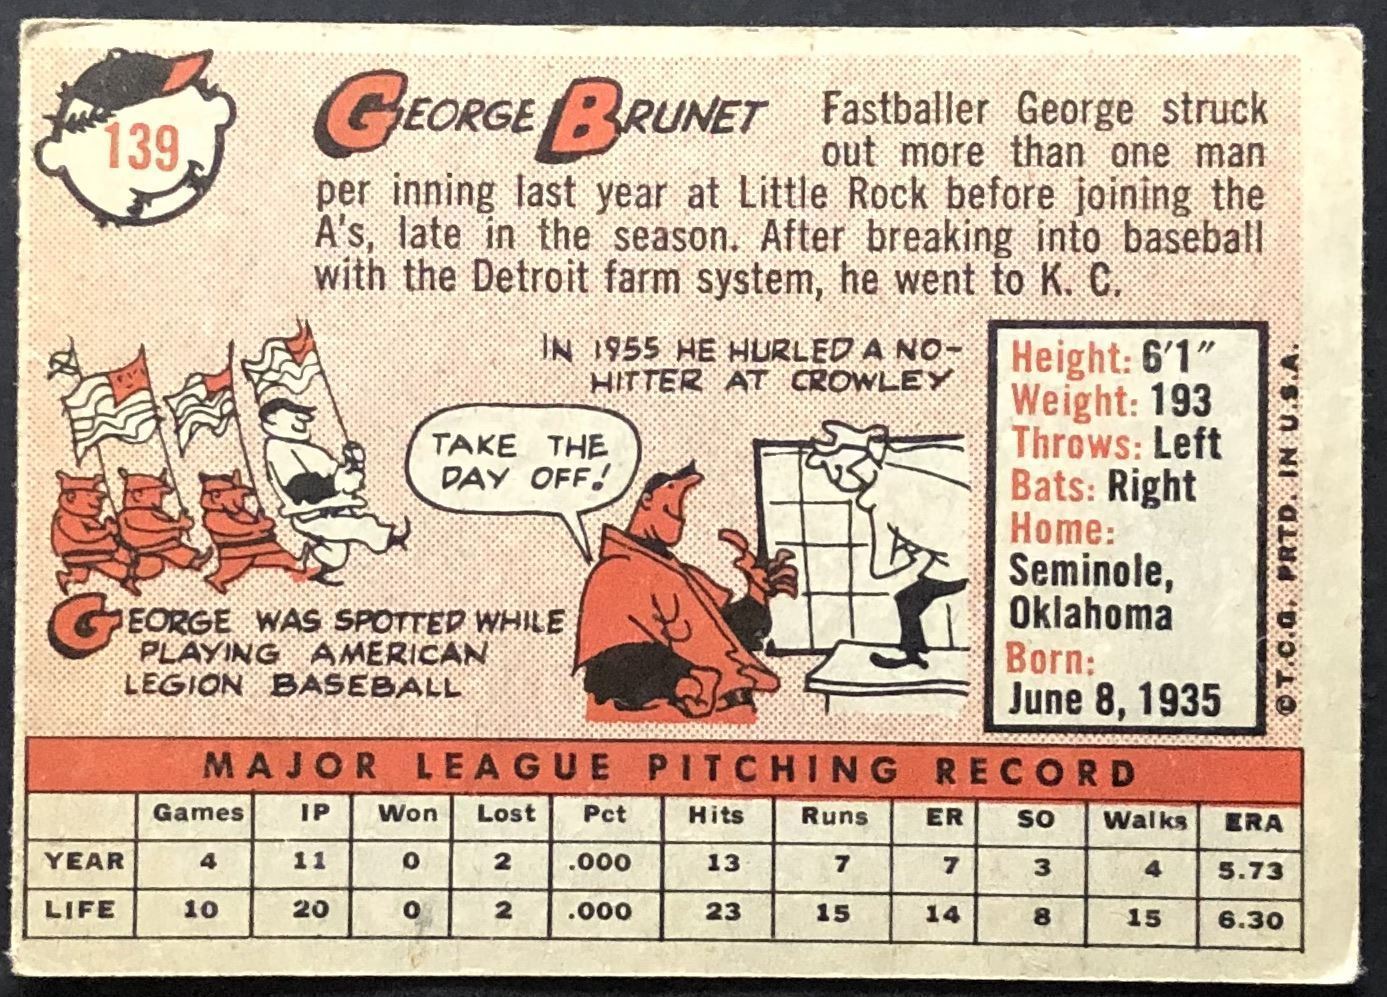 139
GEORGE BRUNET
Fastballer George struck
out more than one man
per inning last year at Little Rock before joining the
A's, late in the season. After breaking into baseball
with the Detroit farm system, he went to K. C.
IN 1955 HE HURLED A NO-
HITTER AT CROWLEY
TAKE THE
DAY OFF!
GEORGE WAS SPOTTED WHILE
PLAYING AMERICAN
LEGION BASEBALL
Height: 6'1"
Weight: 193
Throws: Left
Bats: Right
Home:
Seminole,
Oklahoma
Born:
June 8, 1935
©T.C.G. PRTD. IN U.S.A.
MAJOR LEAGUE PITCHING RECORD
Games IP Won Lost Pct Hits Runs ER SO Walks ERA
YEAR 4 11 0 2 .000 13 7 7 3 4 5.73
LIFE 10 20 0 2 .000 23 15 14 8 15 6.30